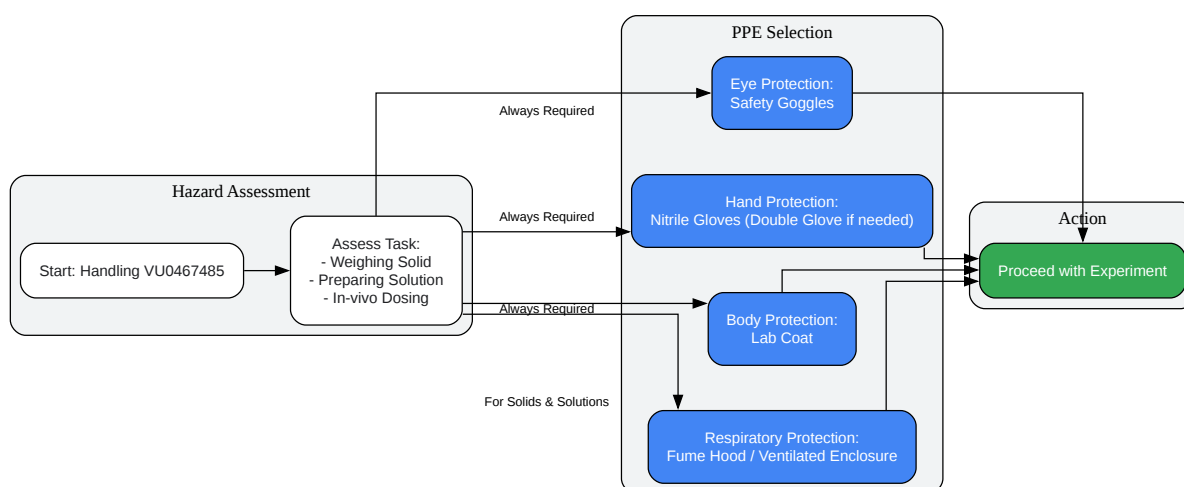 PPE Selection
Eye Protection:
Safety Goggles
Always Required
Hazard Assessment
Start: Handling VU0467485
Assess Task:
- Weighing Solid
- Preparing Solution
- In-vivo Dosing
Always Required
Hand Protection:
Nitrile Gloves (Double Glove if needed)
Action
Proceed with Experiment
Always Required
Body Protection:
Lab Coat
For Solids & Solutions
Respiratory Protection:
Fume Hood / Ventilated Enclosure